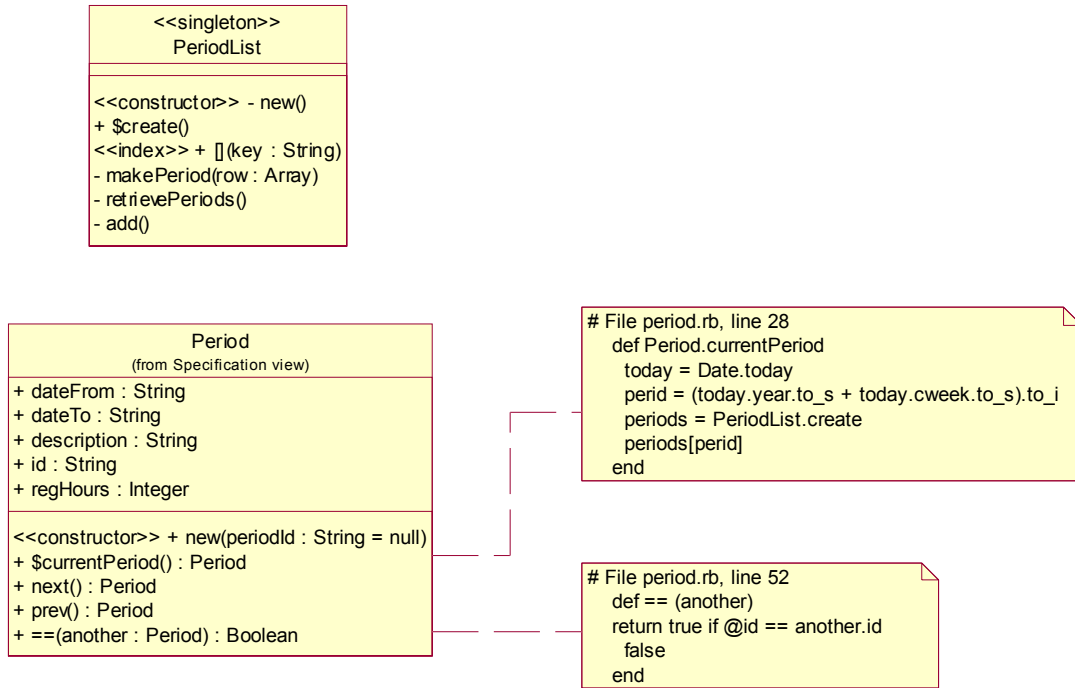 <<singleton>>
PeriodList
<<constructor>> - new()
+ $create()
<<index>> + [](key : String)
- makePeriod(row : Array)
- retrievePeriods()
- add()
Period
(from Specification view)
+ dateFrom : String
+ dateTo : String
+ description : String
+ id : String
+ regHours : Integer
<<constructor>> + new(periodId : String = null)
+ $currentPeriod() : Period
+ next() : Period
+ prev() : Period
+ ==(another : Period) : Boolean
# File period.rb, line 28
def Period.currentPeriod
today = Date.today
perid = (today.year.to_s + today.cweek.to_s).to_i
periods = PeriodList.create
periods[perid]
end
# File period.rb, line 52
def == (another)
return true if @id == another.id
false
end